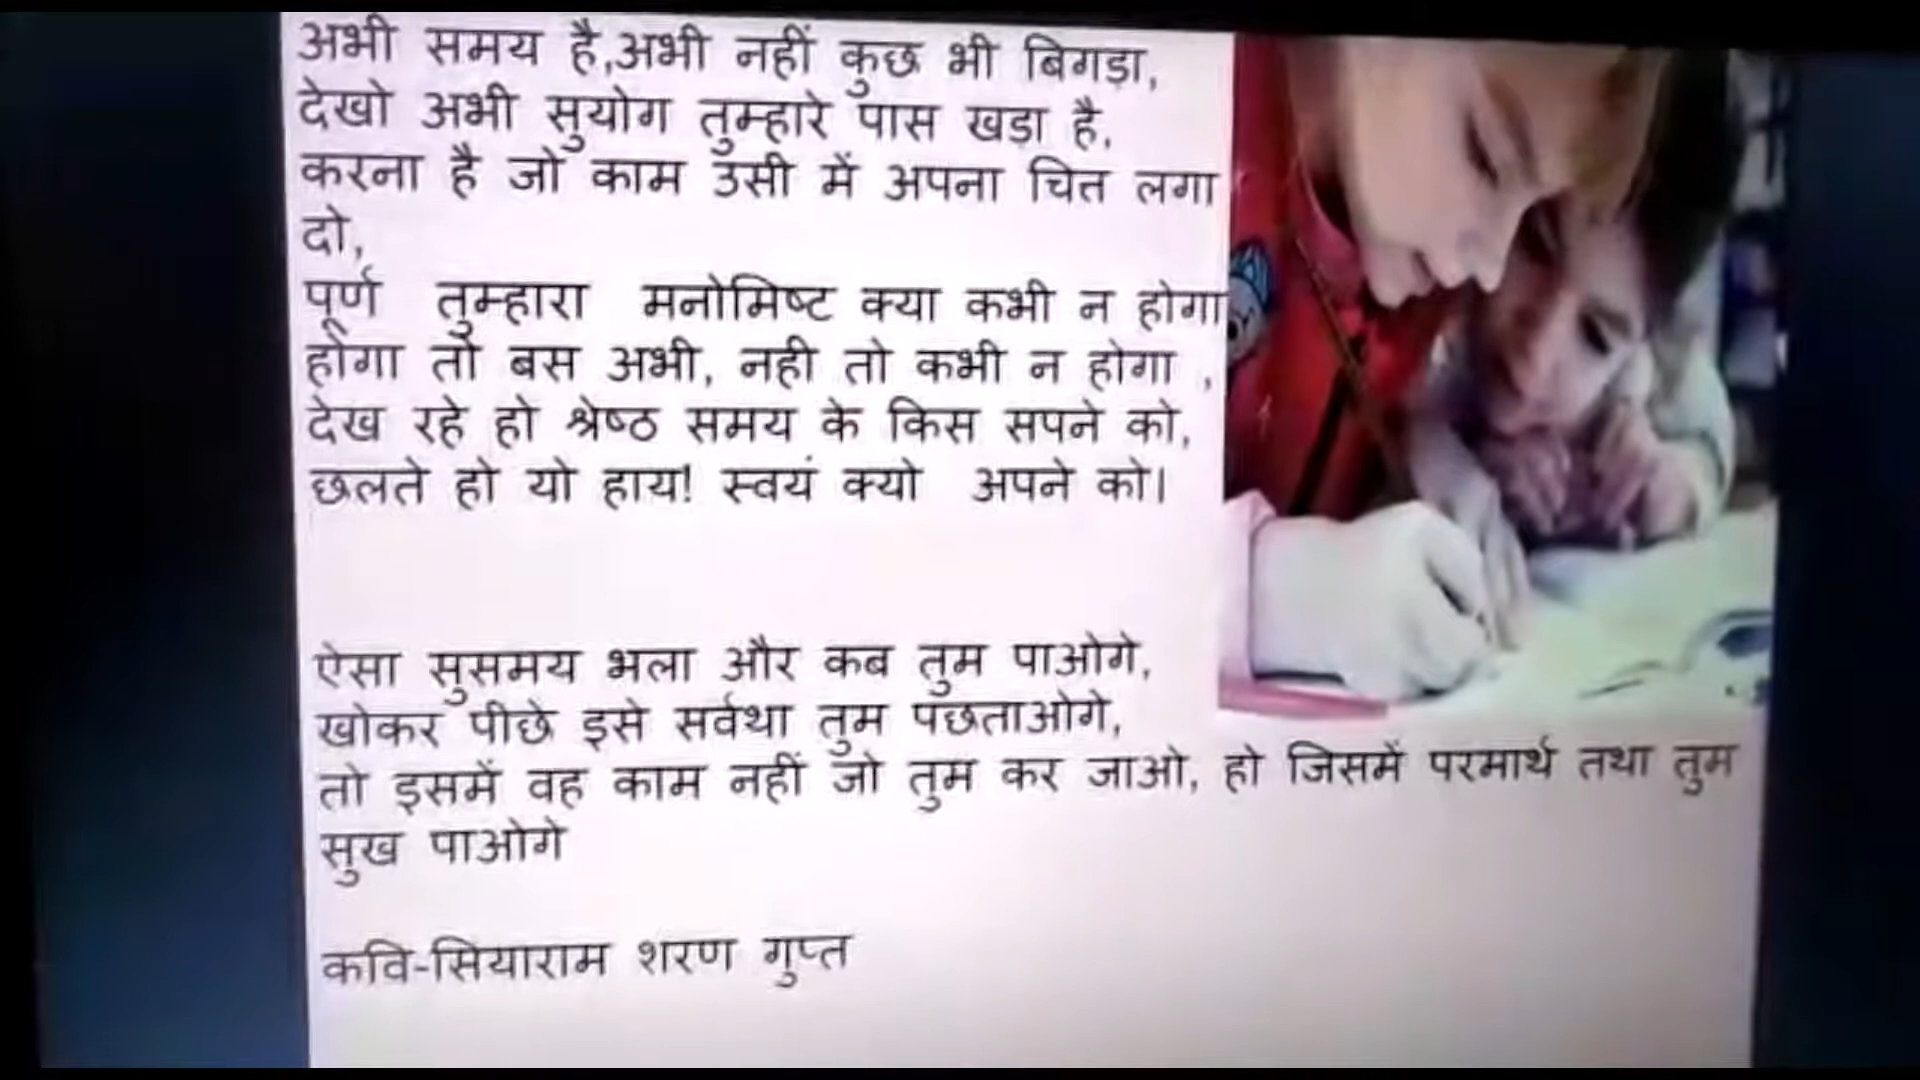 अभी समय है,अभी नहीं कुछ भी बिगड़ा,
देखो अभी सुयोग तुम्हारे पास खडा है,
करना है जो काम उसी में अपना चित लगा
दो,
पूर्ण तुम्हारा मनोमिष्ट क्या कभी न होगा
होगा तो बस अभी, नही तो कभी न होगा ,
देख रहे हो श्रेष्ठ समय के किस सपने को,
छलते हो यो हाय! स्वयं क्यो अपने को।
ऐसा सुसमय भला और कब तुम पाओगे,
खोकर पीछे इसे सर्वथा तुम पछताओगे,
तो इसमें वह काम नहीं जो तुम कर जाओ, हो जिसमें परमार्थ तथा तुम
सुख पाओगे
कवि-सियाराम शरण गुप्त